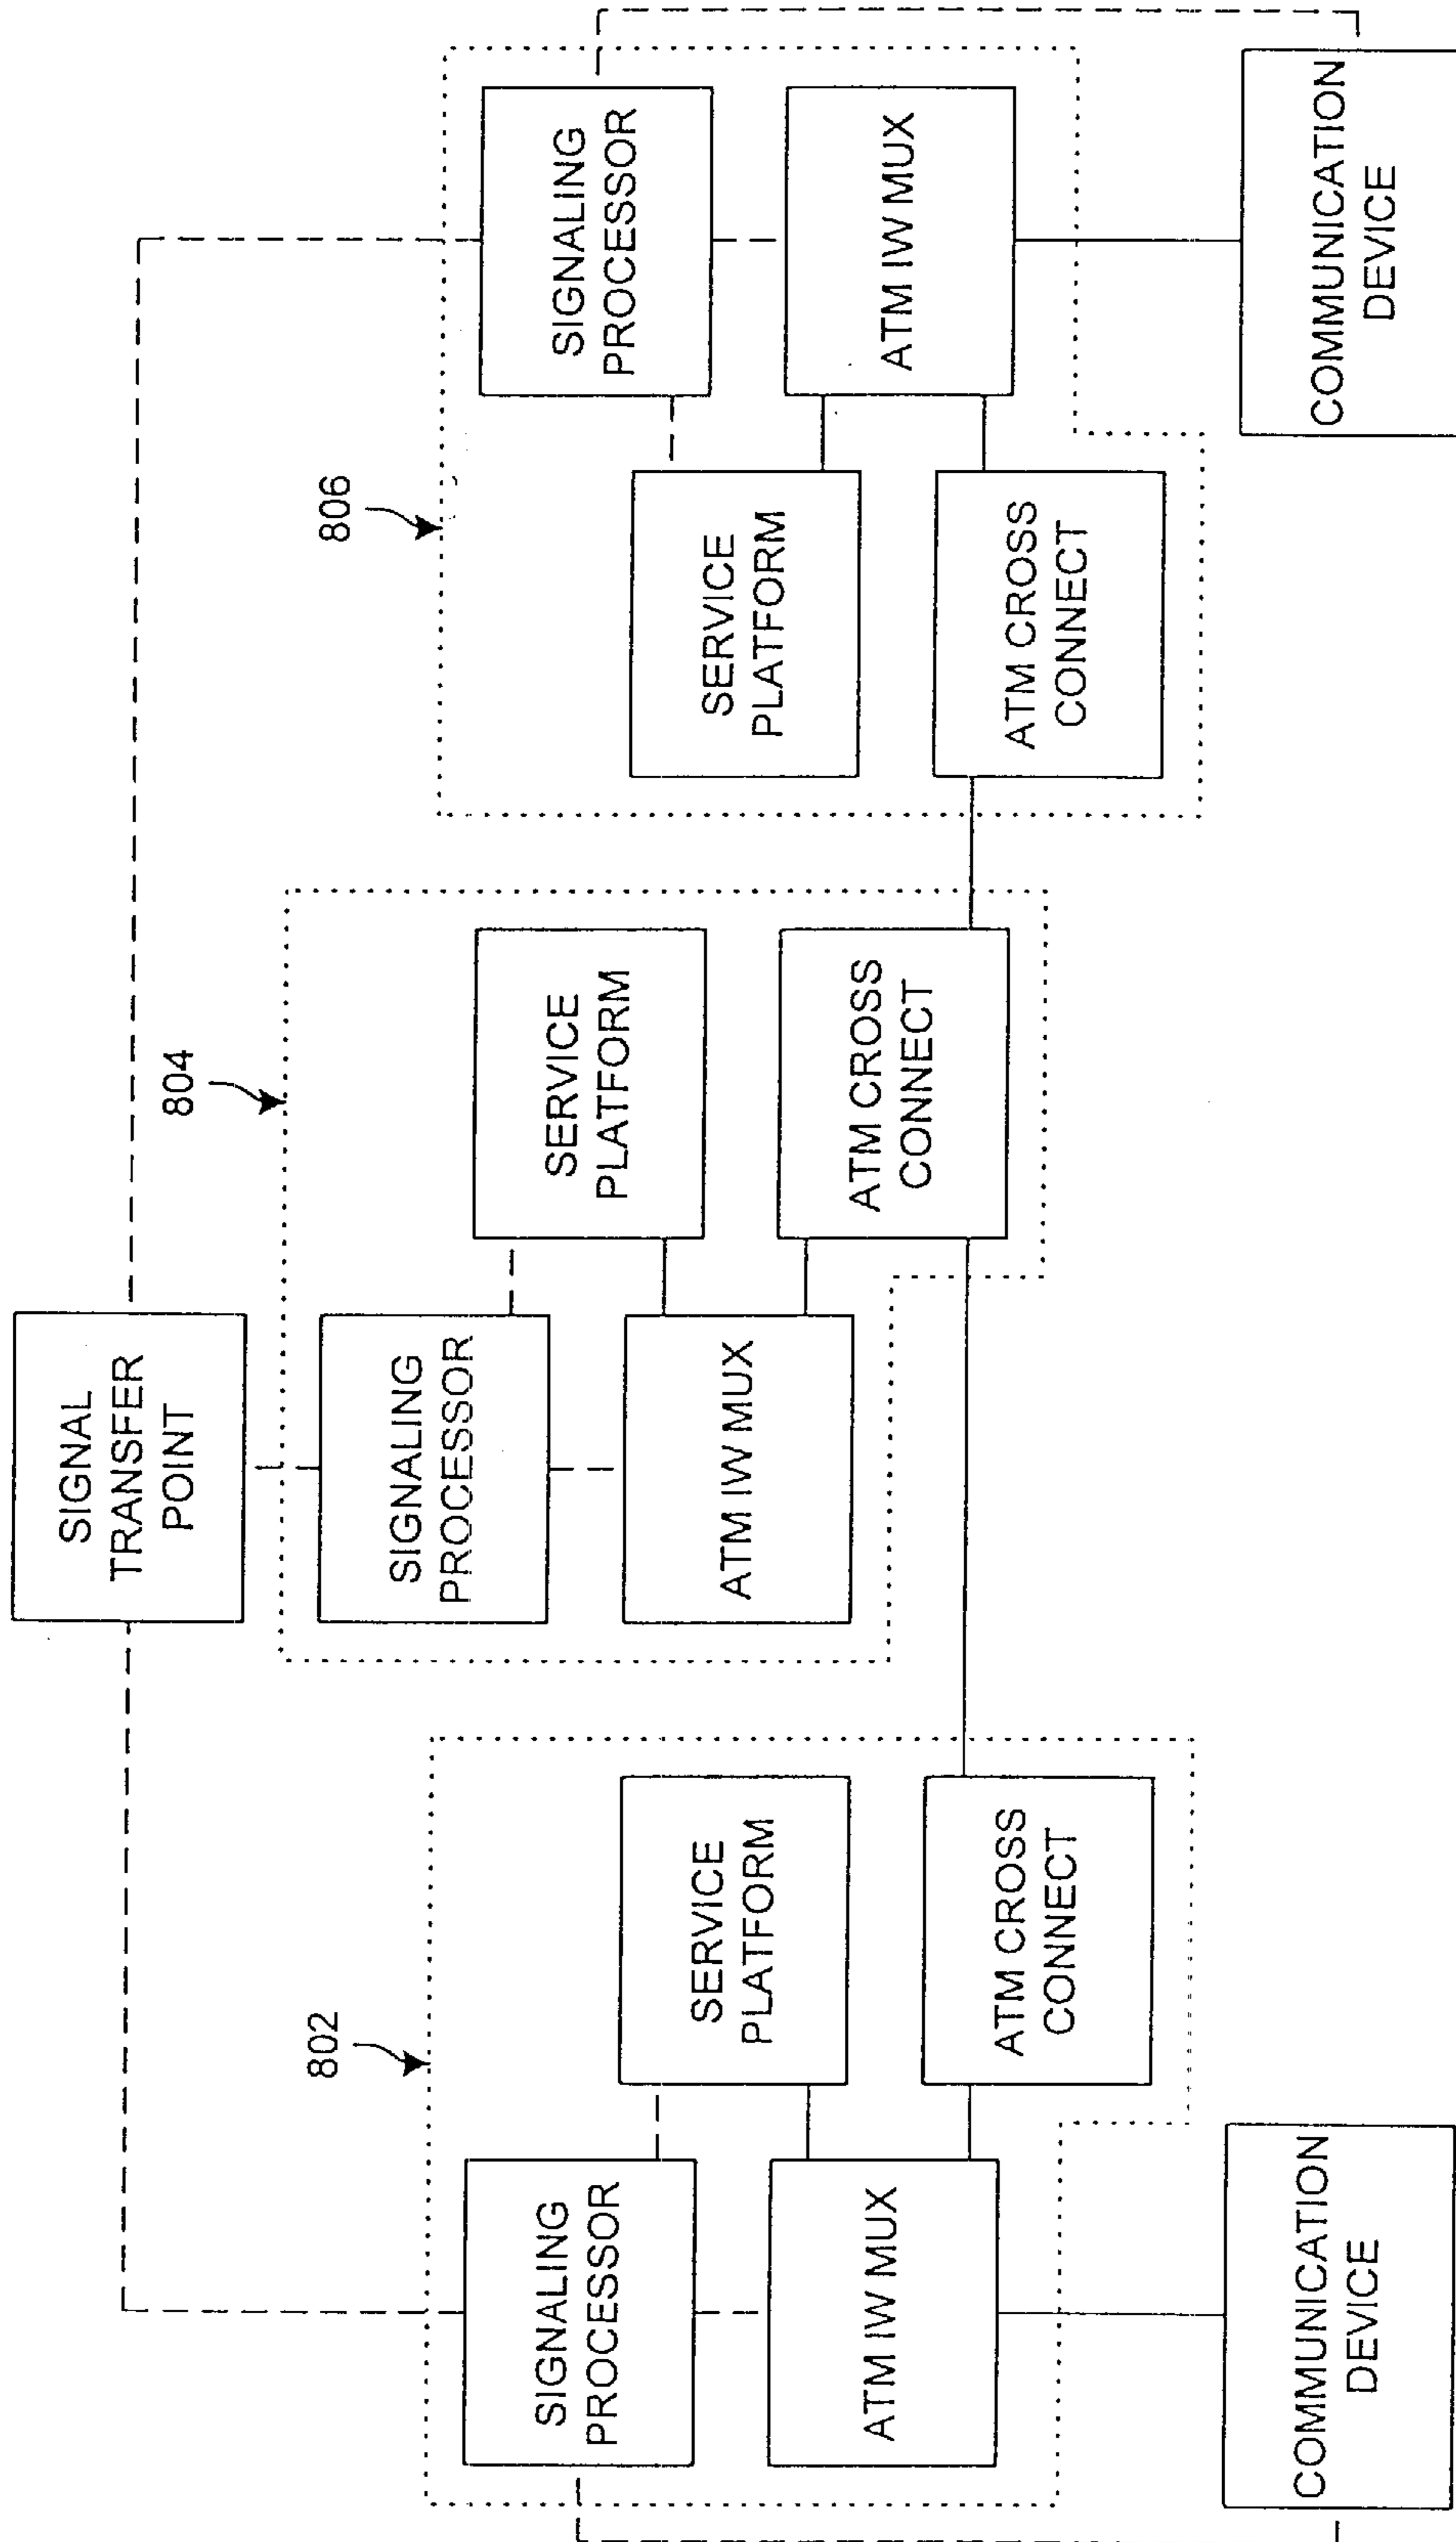 SIGNAL
TRANSFER
POINT
802
SIGNALING
PROCESSOR
SERVICE
PLATFORM
ATM IW MUX
ATM CROSS
CONNECT
COMMUNICATION
DEVICE
804
SIGNALING
PROCESSOR
SERVICE
PLATFORM
ATM IW MUX
ATM CROSS
CONNECT
806
SIGNALING
PROCESSOR
SERVICE
PLATFORM
ATM IW MUX
ATM CROSS
CONNECT
COMMUNICATION
DEVICE